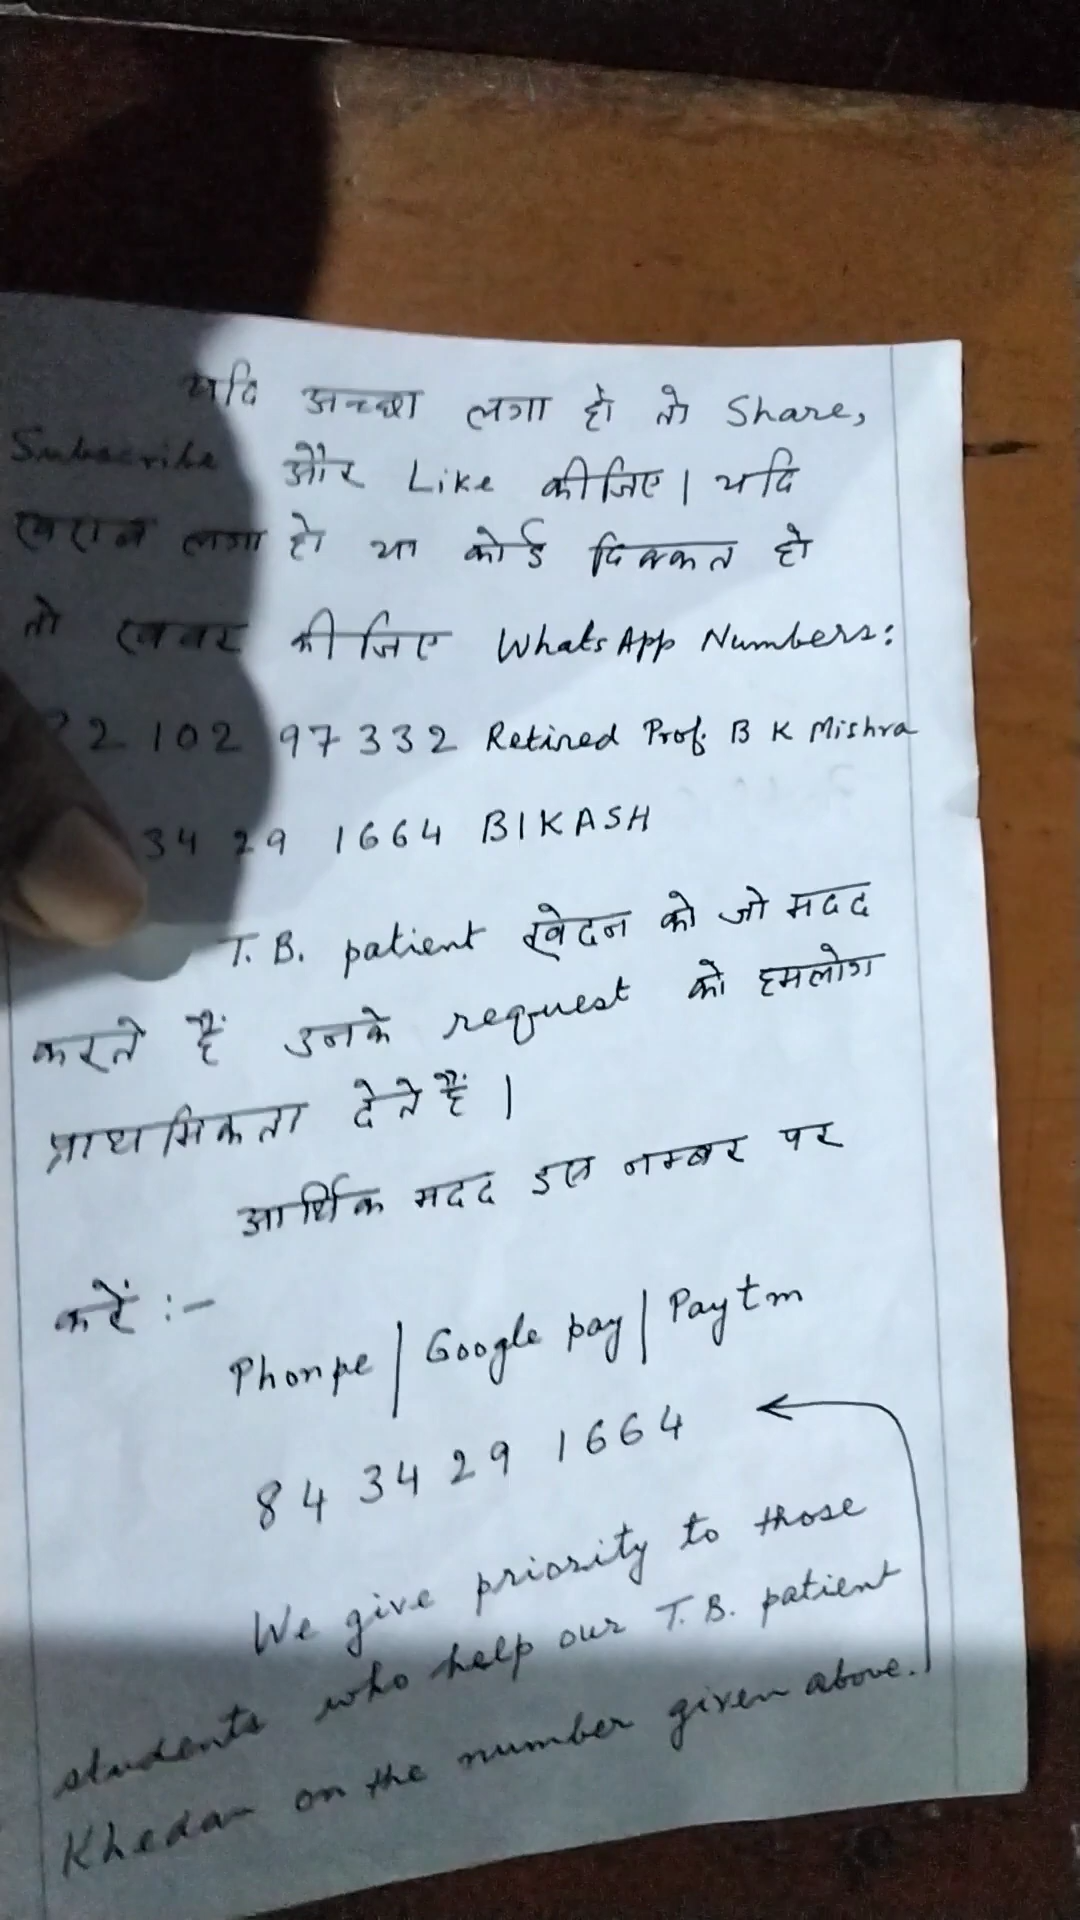 यदि अच्छा लगा हो तो Share,
Subscribe और Like कीजिए। यदि
खराब लगा हो या कोई दिक्कत हो
तो खबर कीजिए WhatsApp Numbers:
2 102 97332 Retired Prof. B K Mishra
34 29 1664 BIKASH
T.B. patient खेदन को जो मदद
करते हैं उनके request को हमलोग
प्राथमिकता देते हैं।
आर्थिक मदद इस नम्बर पर
करें :-
Phonpe | Google pay | Paytm
84 34 29 1664
We give priority to those
students who help our T.B. patient
Khedan on the number given above.